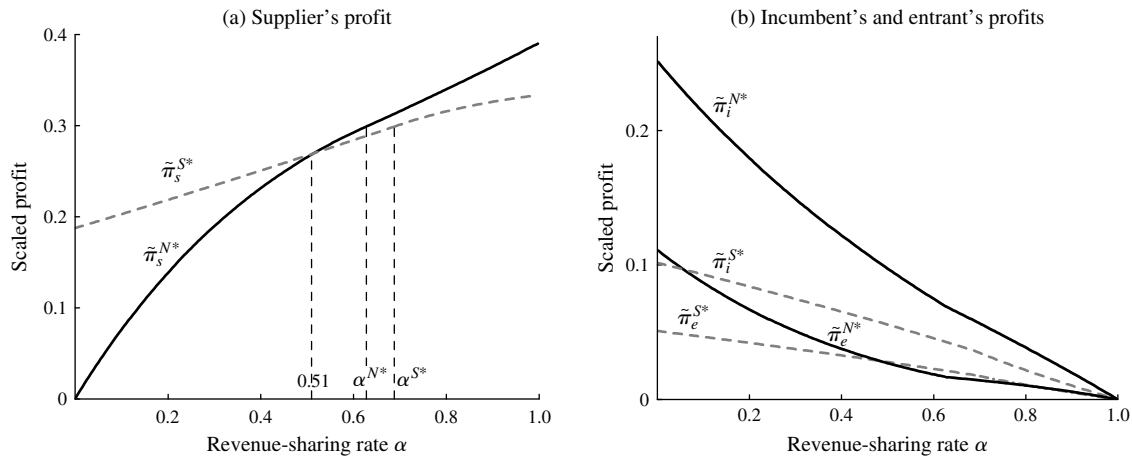 (a) Supplier's profit
Scaled profit
0.4
0.3
0.2
0.1
0
π̃ₛ^S*
π̃ₛ^N*
0.51
α^N*
α^S*
0.2
0.4
0.6
0.8
1.0
Revenue-sharing rate α
(b) Incumbent's and entrant's profits
Scaled profit
0.2
0.1
0
π̃ᵢ^N*
π̃ᵢ^S*
π̃ₑ^S*
π̃ₑ^N*
0.2
0.4
0.6
0.8
1.0
Revenue-sharing rate α